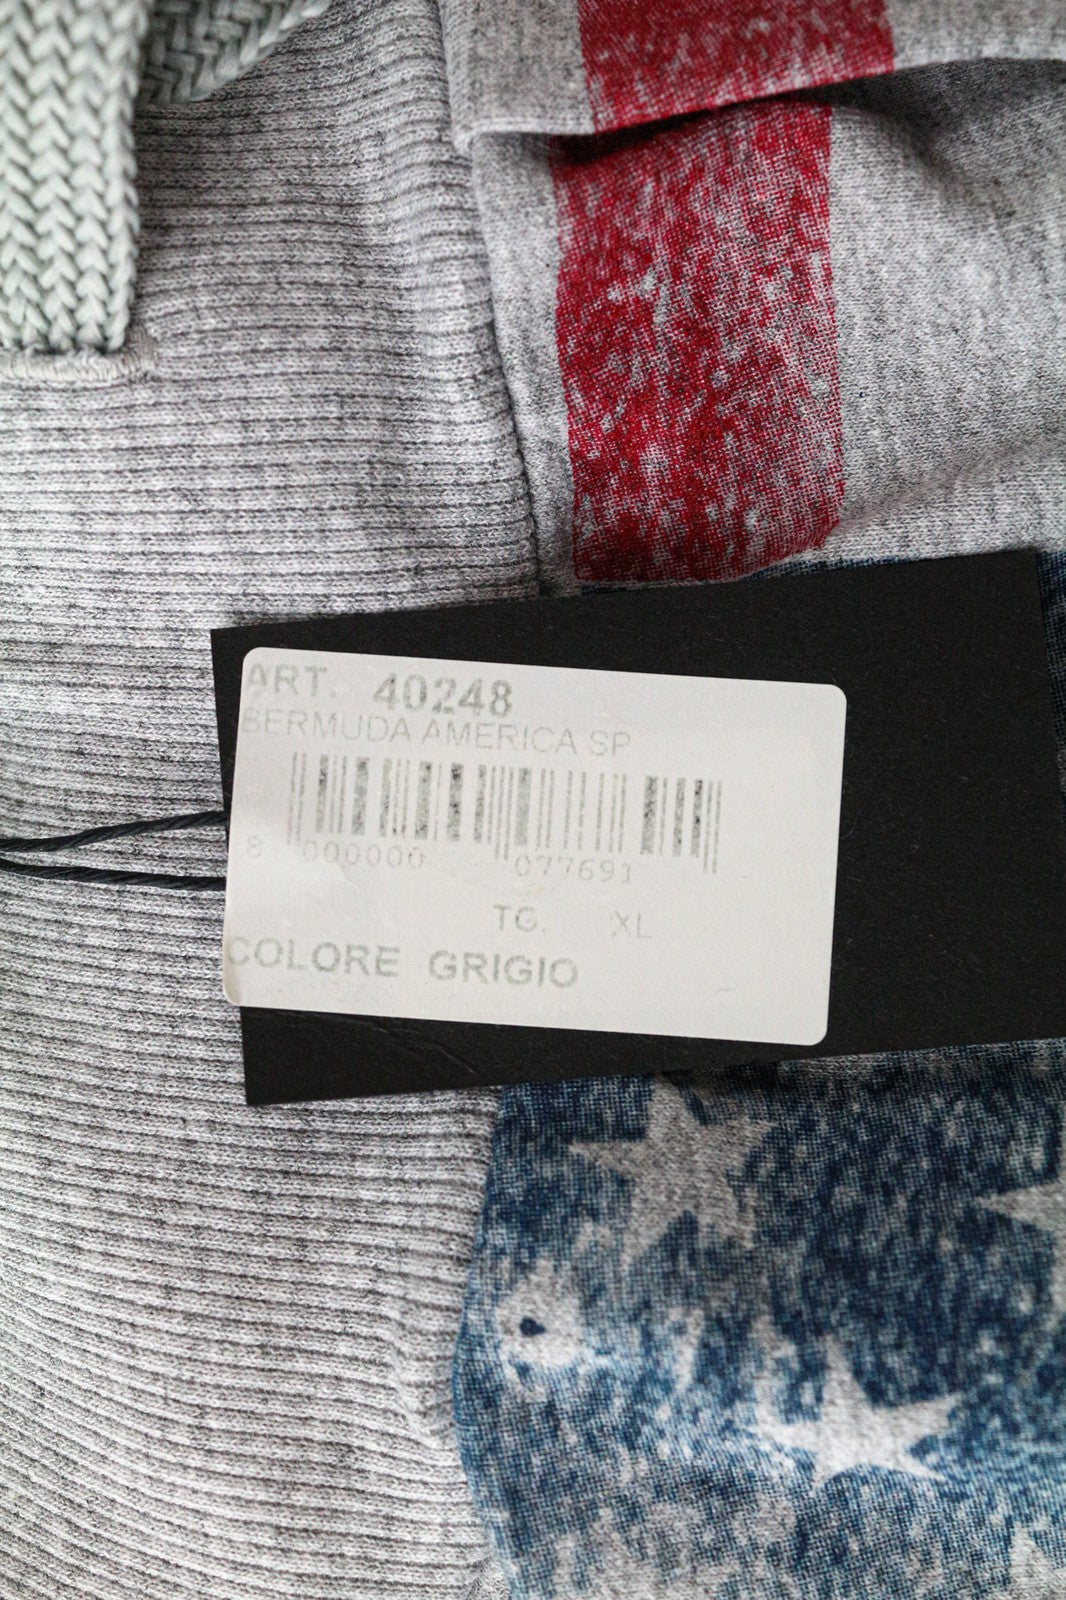 ART. 40248
BERMUDA AMERICA SP
8 000000 077691
TG. XL
COLORE GRIGIO